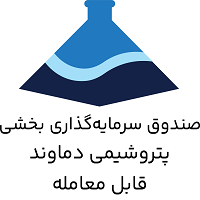 صندوق سرمایه‌گذاری بخشی
پتروشیمی دماوند
قابل معامله